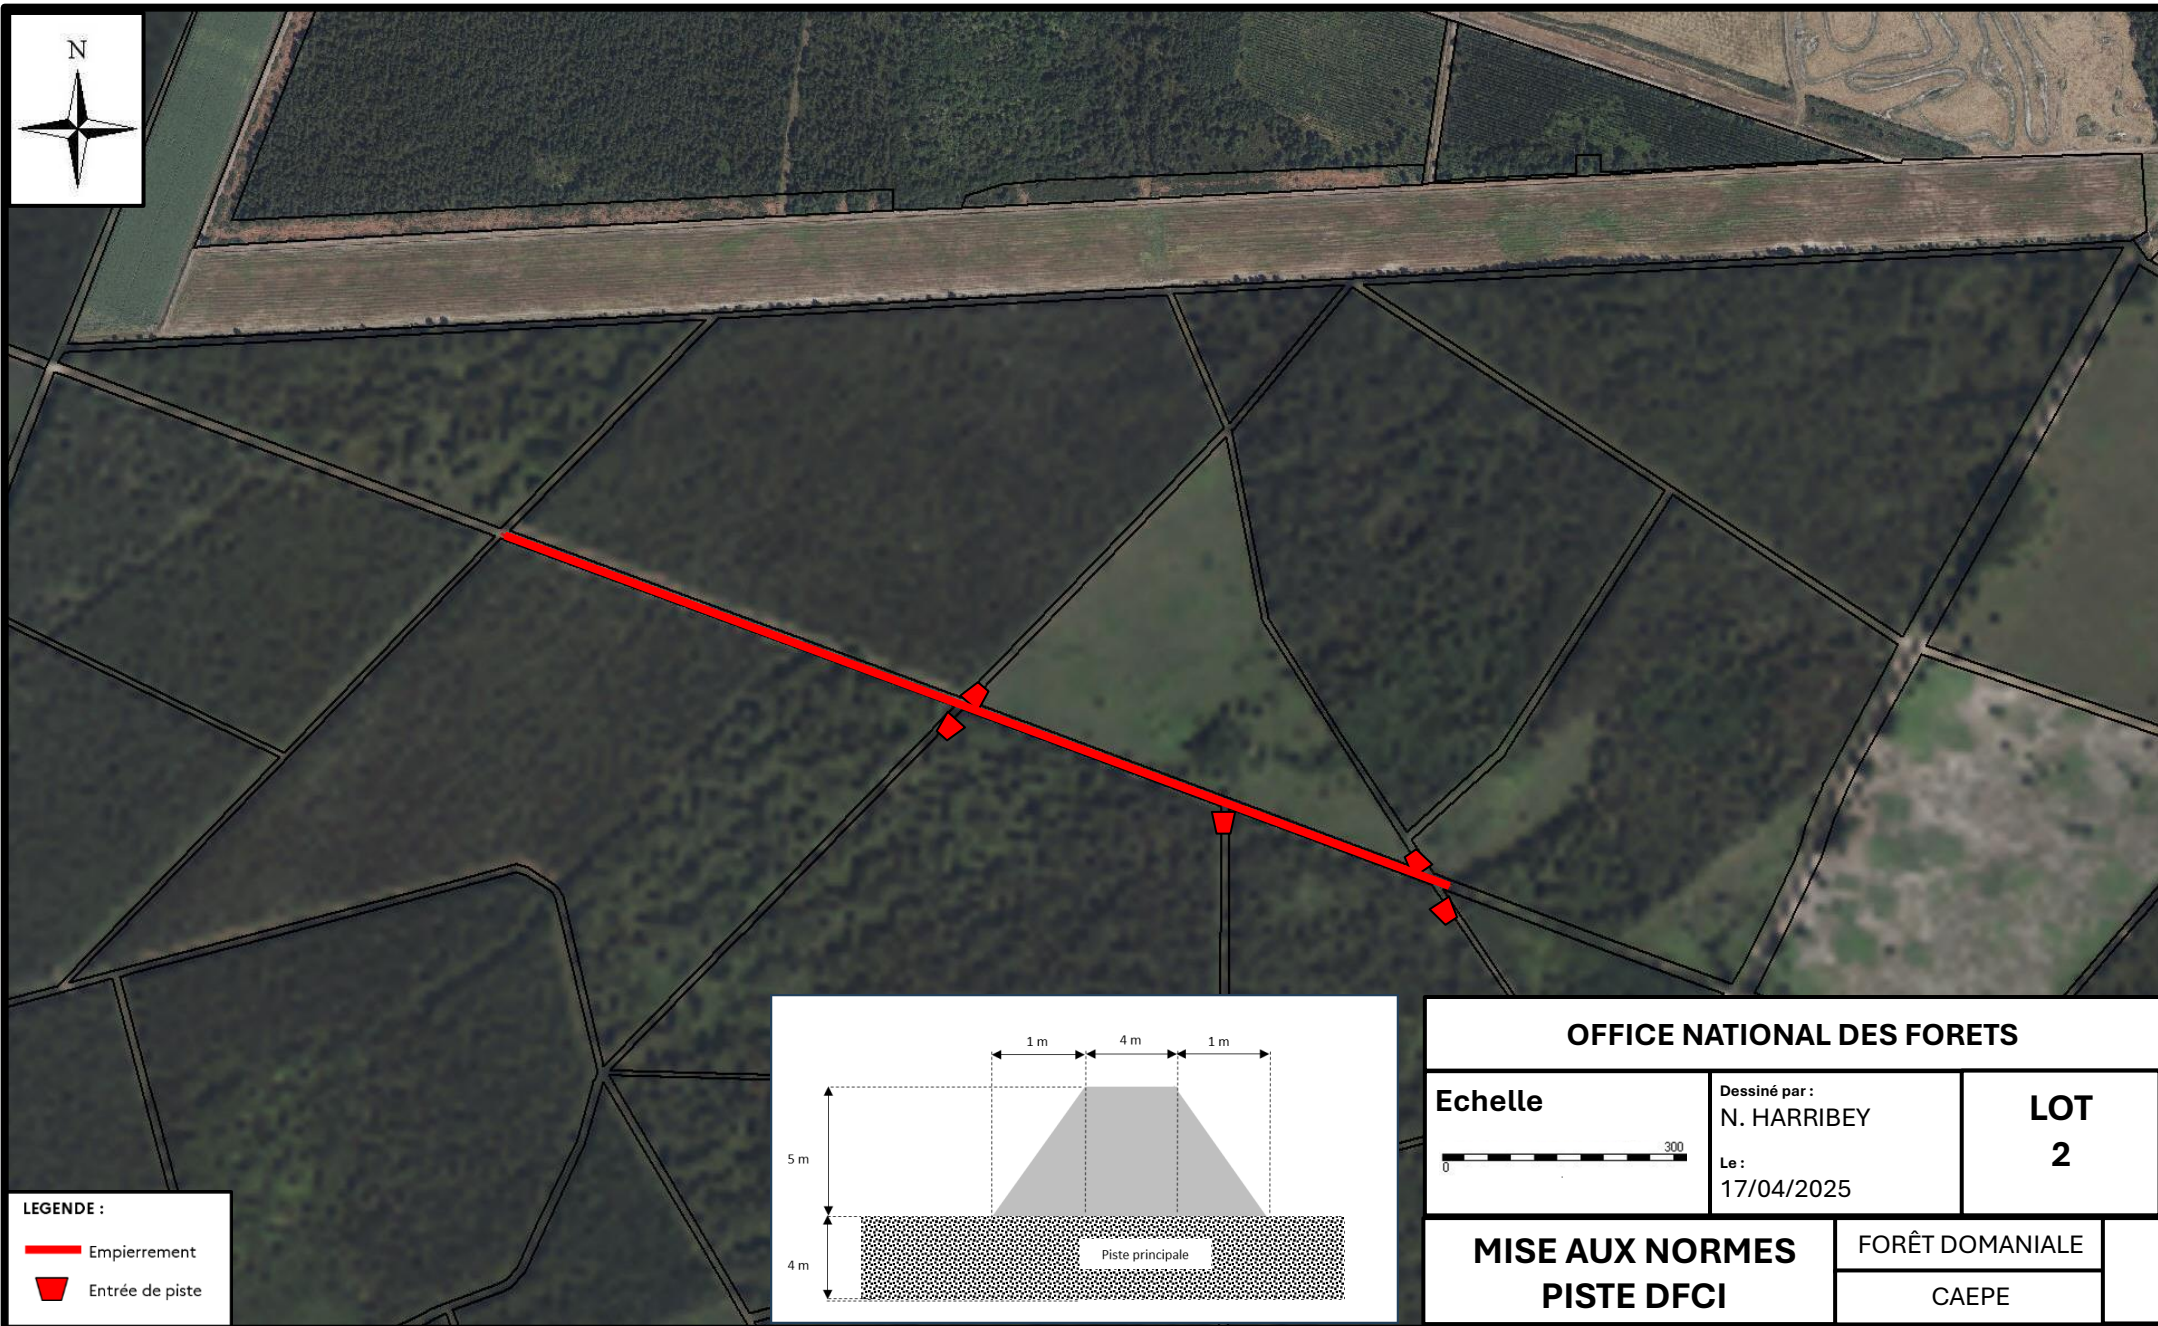 N
1 m
4 m
1 m
5 m
4 m
Piste principale
LEGENDE :
Empierrement
Entrée de piste
OFFICE NATIONAL DES FORETS
Echelle
0
300
Dessiné par :
N. HARRIBEY
Le :
17/04/2025
LOT
2
MISE AUX NORMES
PISTE DFCI
FORÊT DOMANIALE
CAEPE